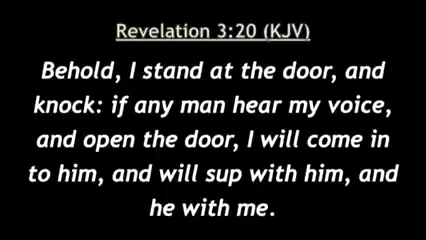 Revelation 3:20 (KJV)
Behold, I stand at the door, and
knock: if any man hear my voice,
and open the door, I will come in
to him, and will sup with him, and
he with me.